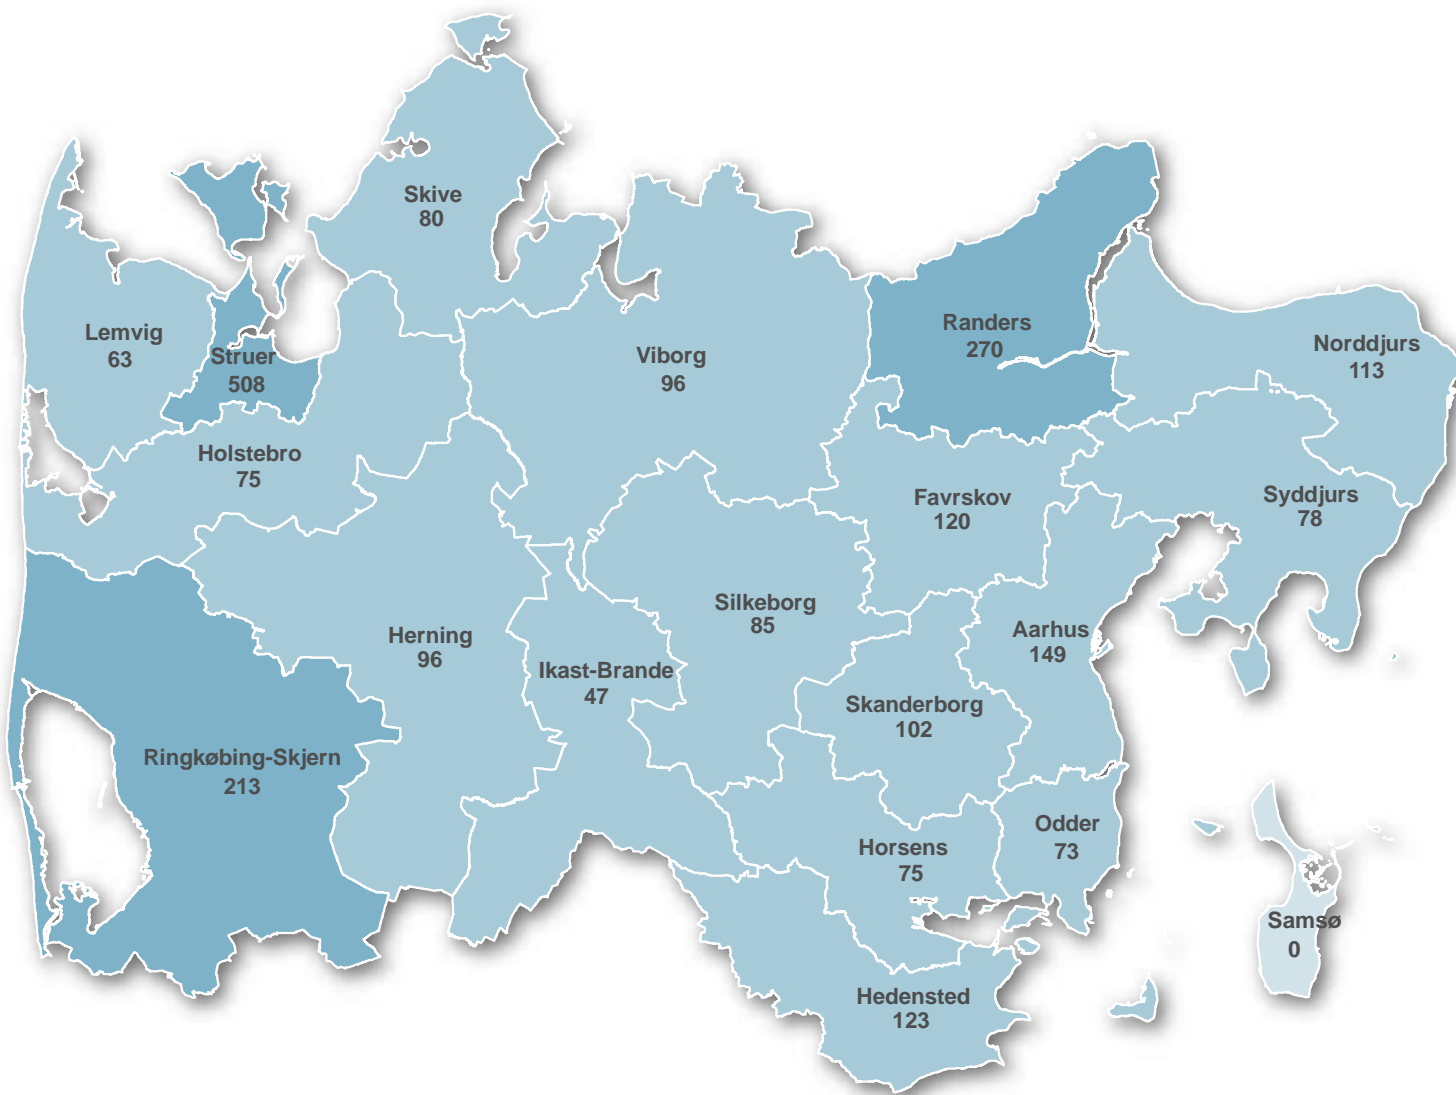 Skive
80
Lemvig
63
Struer
508
Viborg
96
Randers
270
Norddjurs
113
Holstebro
75
Favrskov
120
Syddjurs
78
Herning
96
Ikast-Brande
47
Silkeborg
85
Aarhus
149
Skanderborg
102
Ringkøbing-Skjern
213
Horsens
75
Odder
73
Samsø
0
Hedensted
123